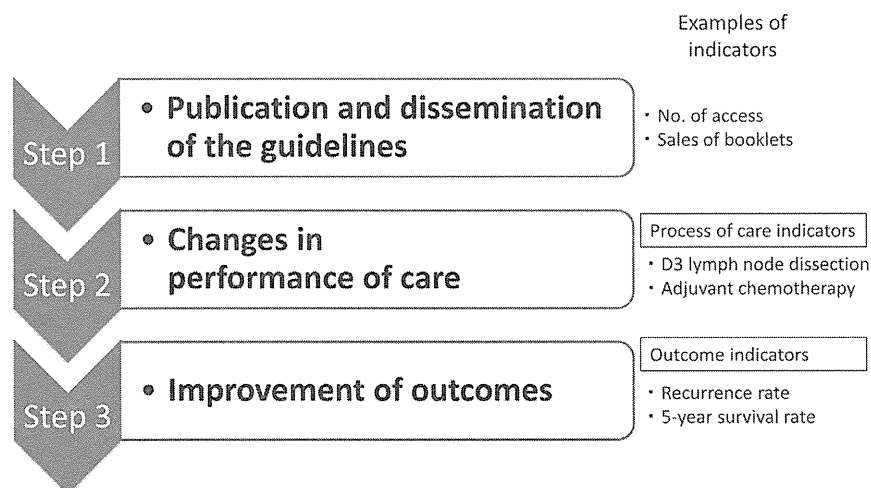 Examples of
indicators
Step 1
• Publication and dissemination
of the guidelines
・ No. of access
・ Sales of booklets
Step 2
• Changes in
performance of care
Process of care indicators
・ D3 lymph node dissection
・ Adjuvant chemotherapy
Step 3
• Improvement of outcomes
Outcome indicators
・ Recurrence rate
・ 5-year survival rate